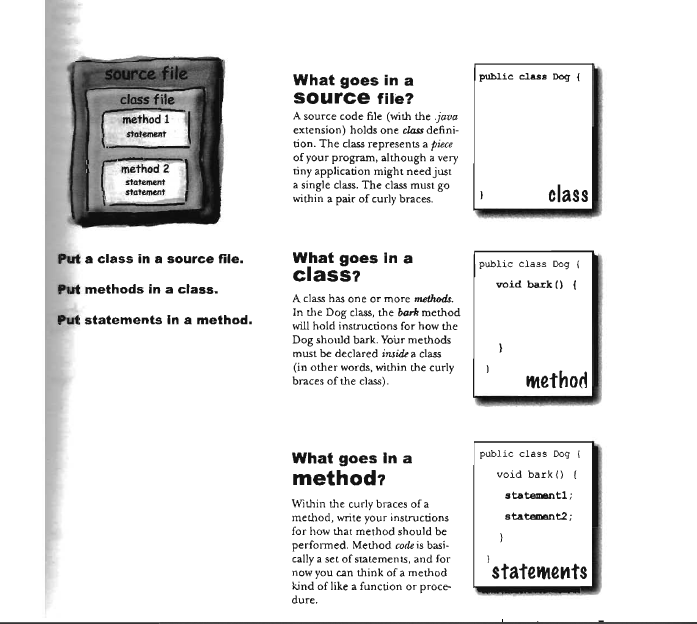 source file
class file
method 1
statement
method 2
statement
statement
Put a class in a source file.
Put methods in a class.
Put statements in a method.
What goes in a
source file?
A source code file (with the .java
extension) holds one class defini-
tion. The class represents a piece
of your program, although a very
tiny application might need just
a single class. The class must go
within a pair of curly braces.
public class Dog {
}
class
What goes in a
class?
A class has one or more methods.
In the Dog class, the bark method
will hold instructions for how the
Dog should bark. Your methods
must be declared inside a class
(in other words, within the curly
braces of the class).
public class Dog {
void bark() {
}
}
method
What goes in a
method?
Within the curly braces of a
method, write your instructions
for how that method should be
performed. Method code is basi-
cally a set of statements, and for
now you can think of a method
kind of like a function or proce-
dure.
public class Dog {
void bark() {
statement1;
statement2;
}
}
statements